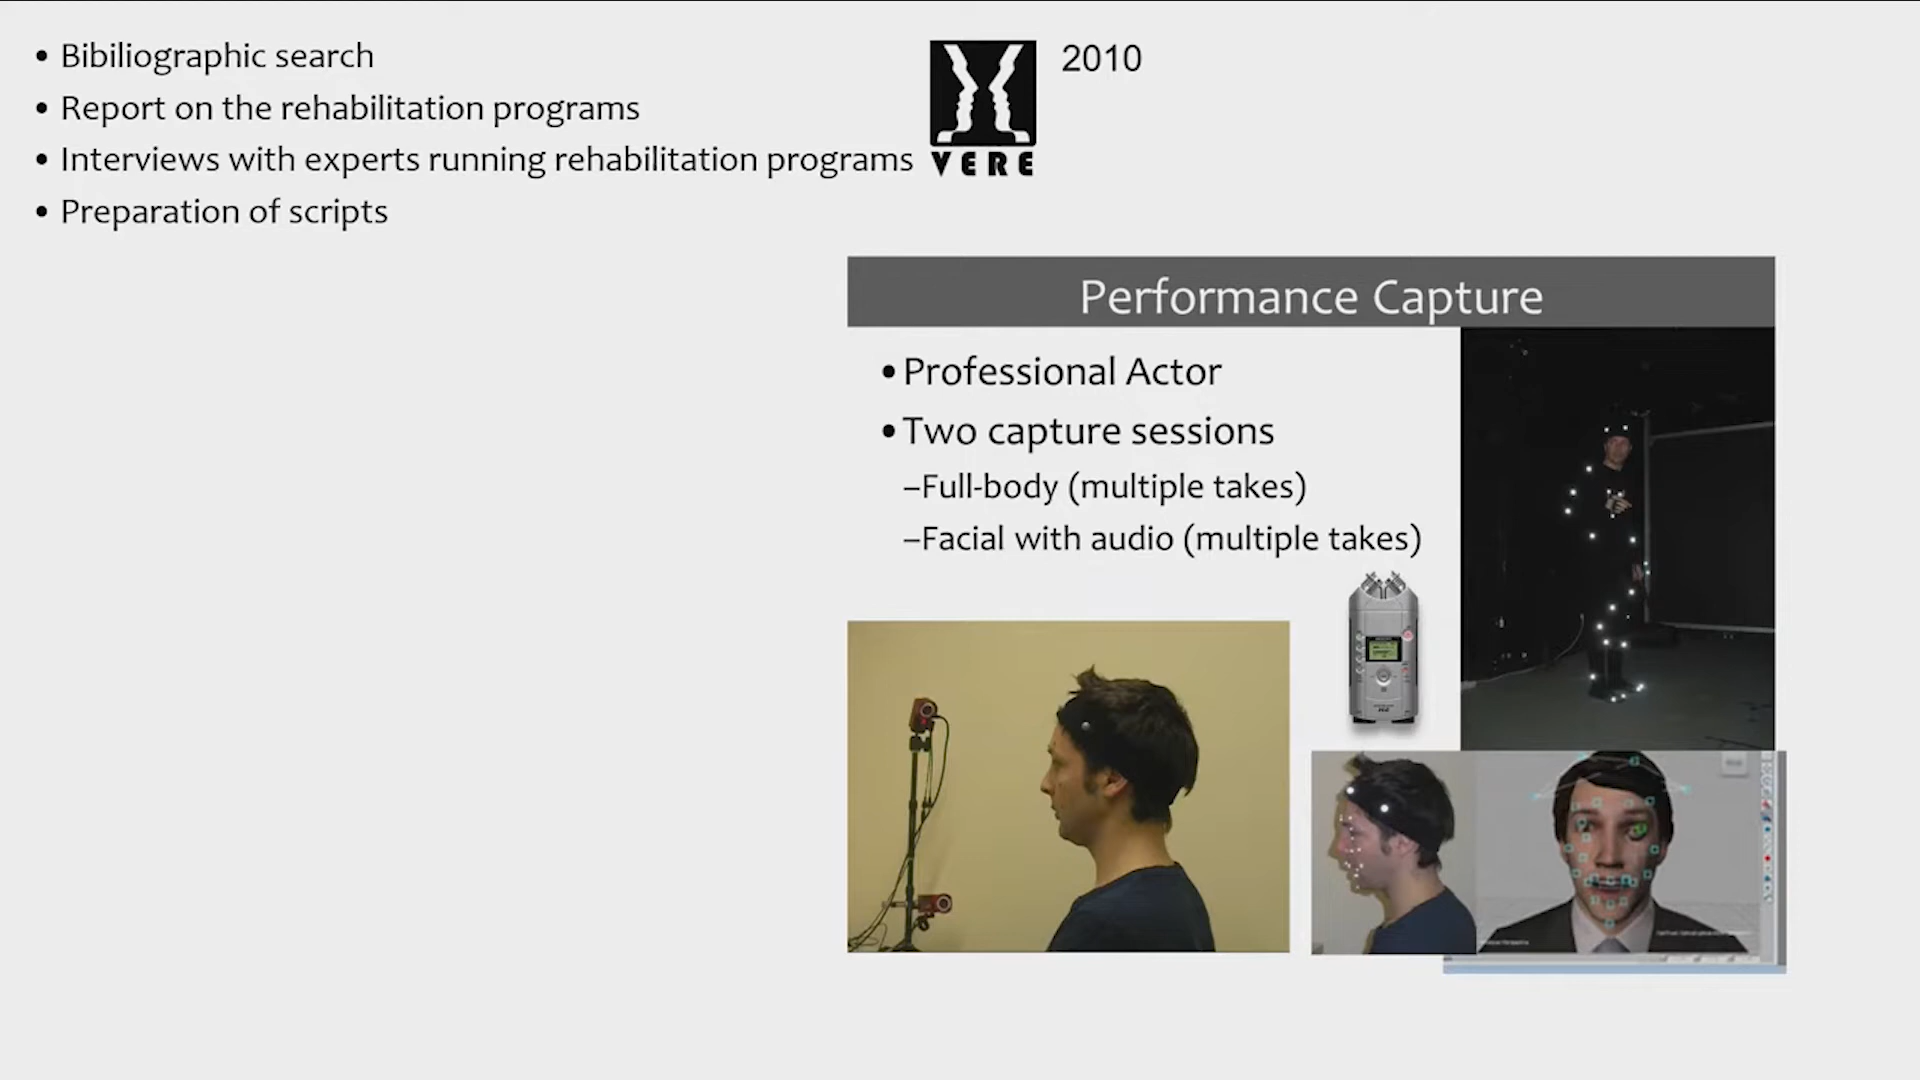 • Bibiliographic search
• Report on the rehabilitation programs
• Interviews with experts running rehabilitation programs
• Preparation of scripts
VERE
2010
Performance Capture
• Professional Actor
• Two capture sessions
–Full-body (multiple takes)
–Facial with audio (multiple takes)